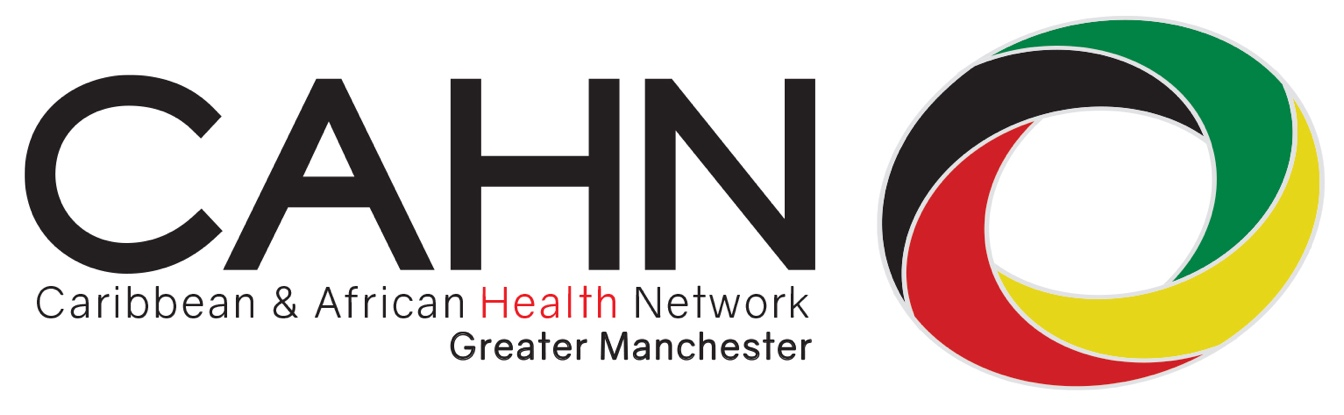 CAHN
Caribbean & African Health Network
Greater Manchester